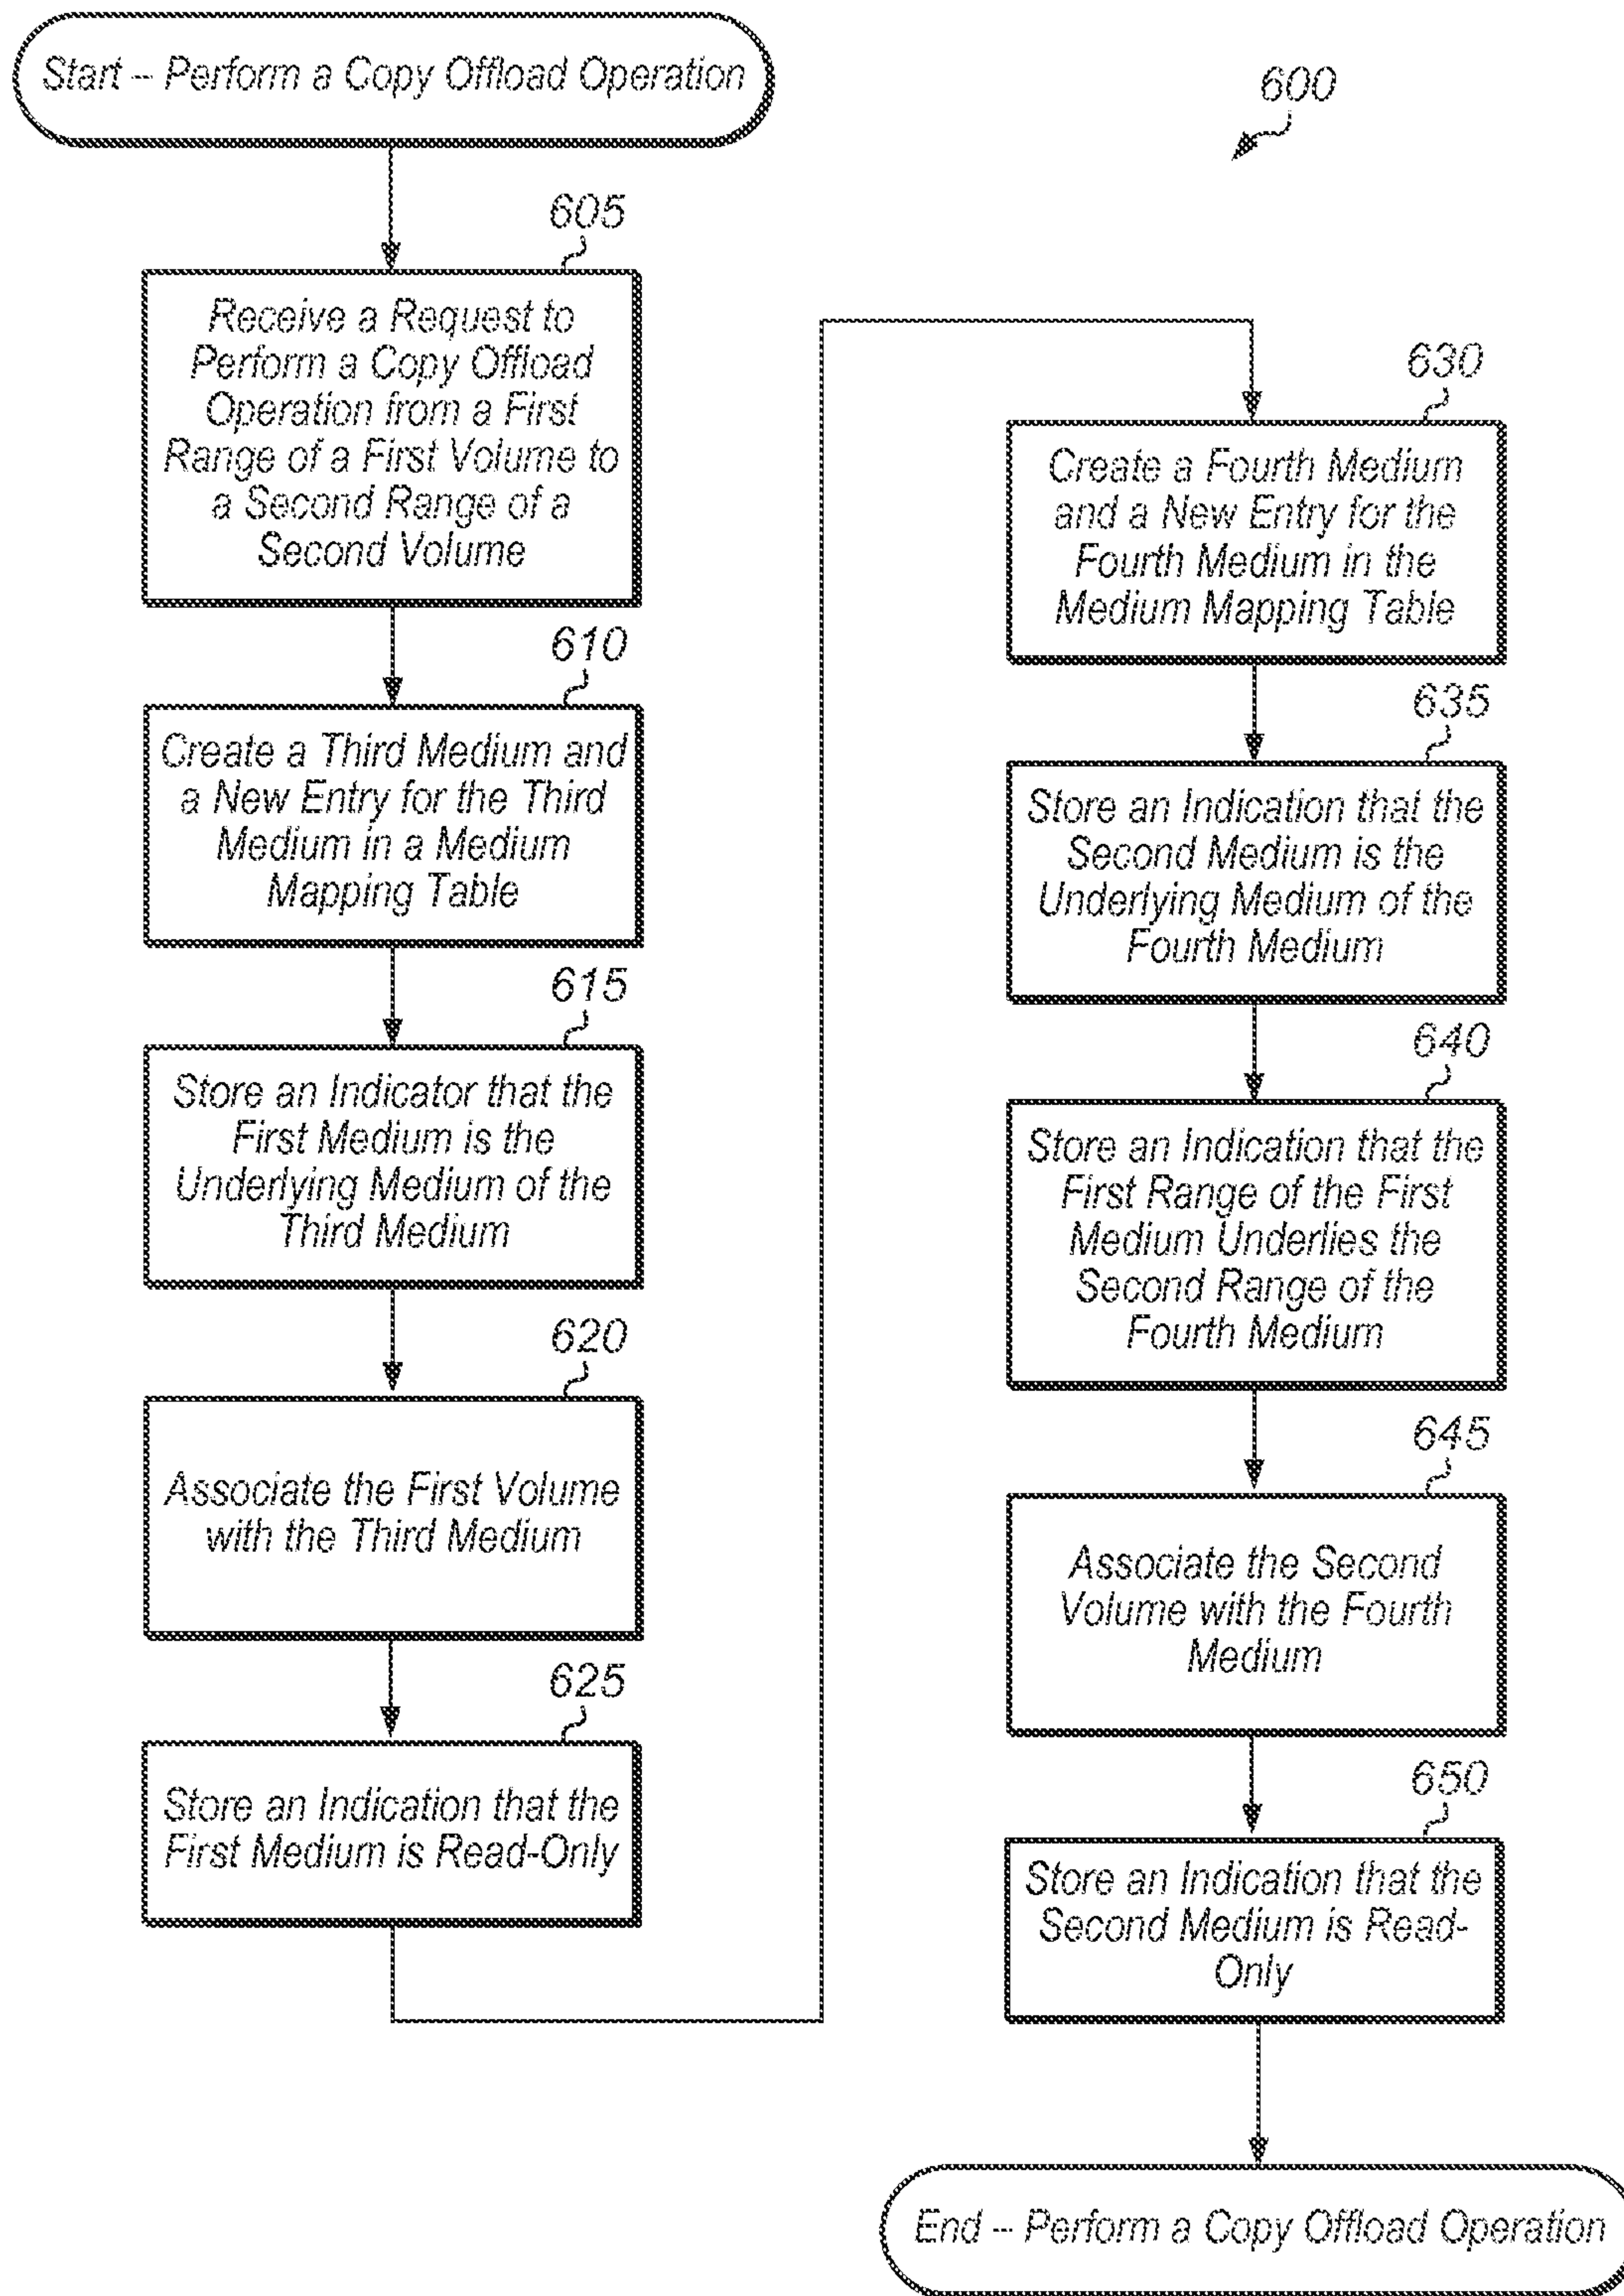 Start -- Perform a Copy Offload Operation
600
605
Receive a Request to
Perform a Copy Offload
Operation from a First
Range of a First Volume to
a Second Range of a
Second Volume
610
Create a Third Medium and
a New Entry for the Third
Medium in a Medium
Mapping Table
615
Store an Indicator that the
First Medium is the
Underlying Medium of the
Third Medium
620
Associate the First Volume
with the Third Medium
625
Store an Indication that the
First Medium is Read-Only
630
Create a Fourth Medium
and a New Entry for the
Fourth Medium in the
Medium Mapping Table
635
Store an Indication that the
Second Medium is the
Underlying Medium of the
Fourth Medium
640
Store an Indication that the
First Range of the First
Medium Underlies the
Second Range of the
Fourth Medium
645
Associate the Second
Volume with the Fourth
Medium
650
Store an Indication that the
Second Medium is Read-
Only
End -- Perform a Copy Offload Operation